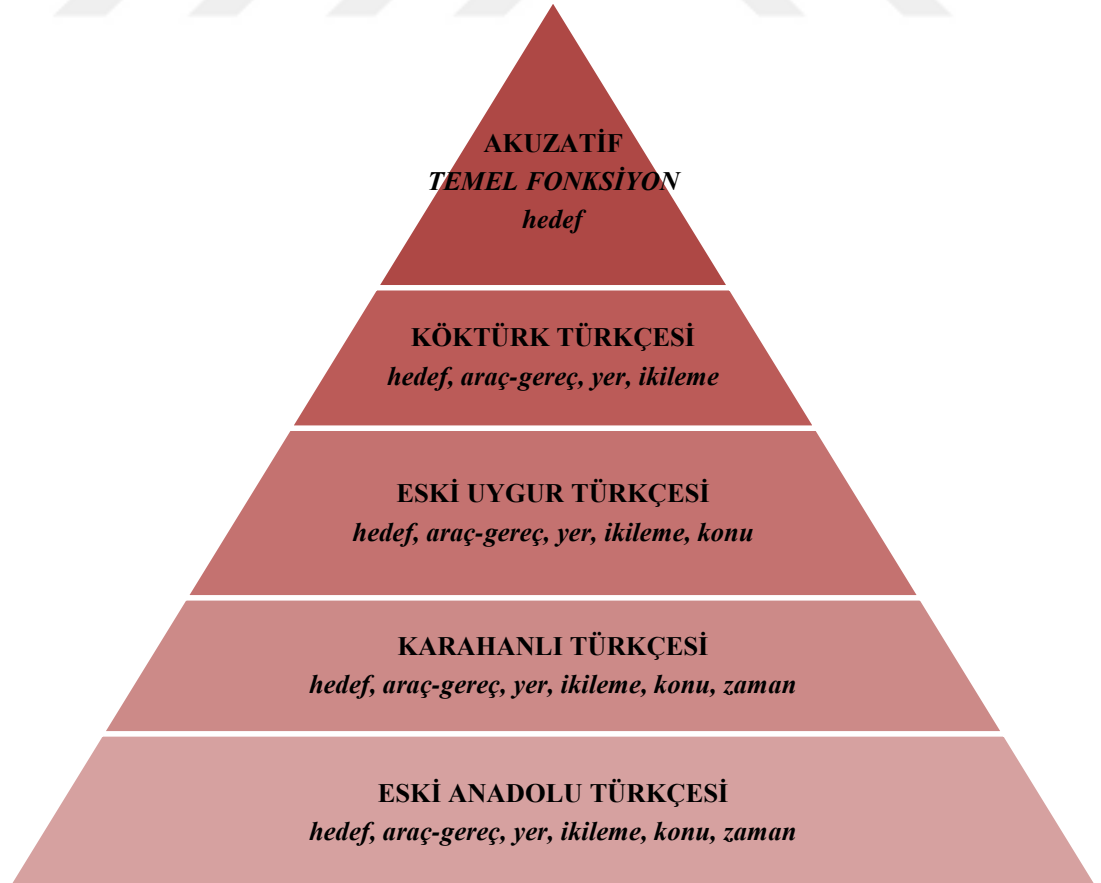 AKUZATİF
TEMEL FONKSİYON
hedef
KÖKTÜRK TÜRKÇESİ
hedef, araç-gereç, yer, ikileme
ESKİ UYGUR TÜRKÇESİ
hedef, araç-gereç, yer, ikileme, konu
KARAHANLI TÜRKÇESİ
hedef, araç-gereç, yer, ikileme, konu, zaman
ESKİ ANADOLU TÜRKÇESİ
hedef, araç-gereç, yer, ikileme, konu, zaman